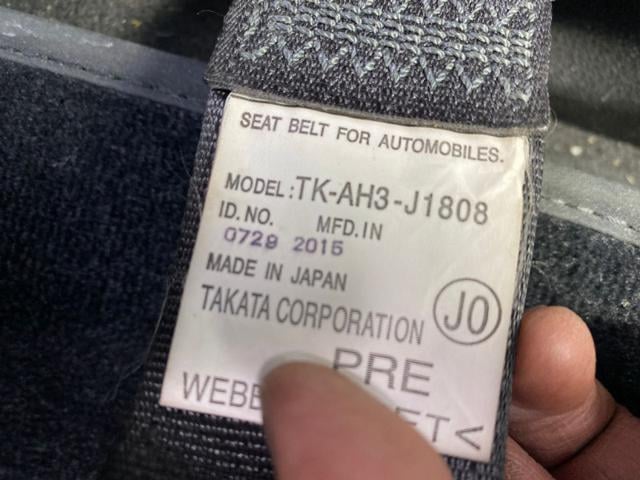 SEAT BELT FOR AUTOMOBILES.
MODEL:TK-AH3-J1808
ID.NO. MFD.IN
0729 2015
MADE IN JAPAN
TAKATA CORPORATION JO
PRE